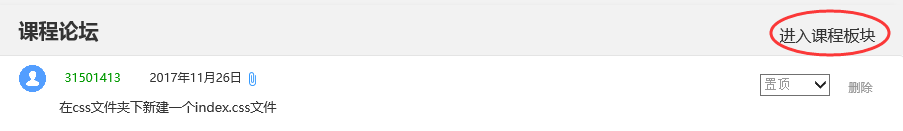 课程论坛
进入课程板块
31501413 2017年11月26日
置顶 删除
在css文件夹下新建一个index.css文件